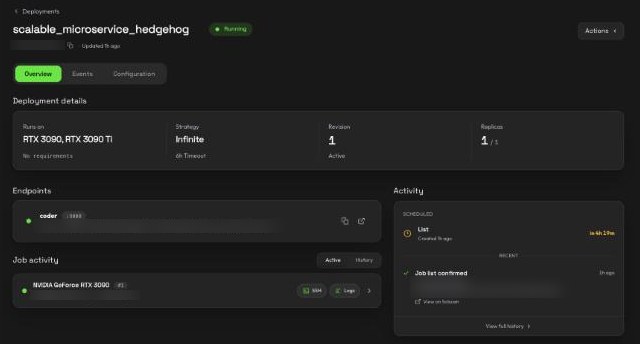 Deployments
scalable_microservice_hedgehog
Running
Actions
Updated 1h ago
Overview
Events
Configuration
Deployment details
Runs on
RTX 3090, RTX 3090 Ti
No requirements
Strategy
Infinite
6h Timeout
Revision
1
Active
Replicas
1 / 1
Endpoints
coder
Job activity
Active
History
NVIDIA GeForce RTX 3090
#1
SSH
Logs
Activity
SCHEDULED
List
Created 1h ago
in 4h 19m
RECENT
Job list confirmed
1h ago
View on Solscan
View full history